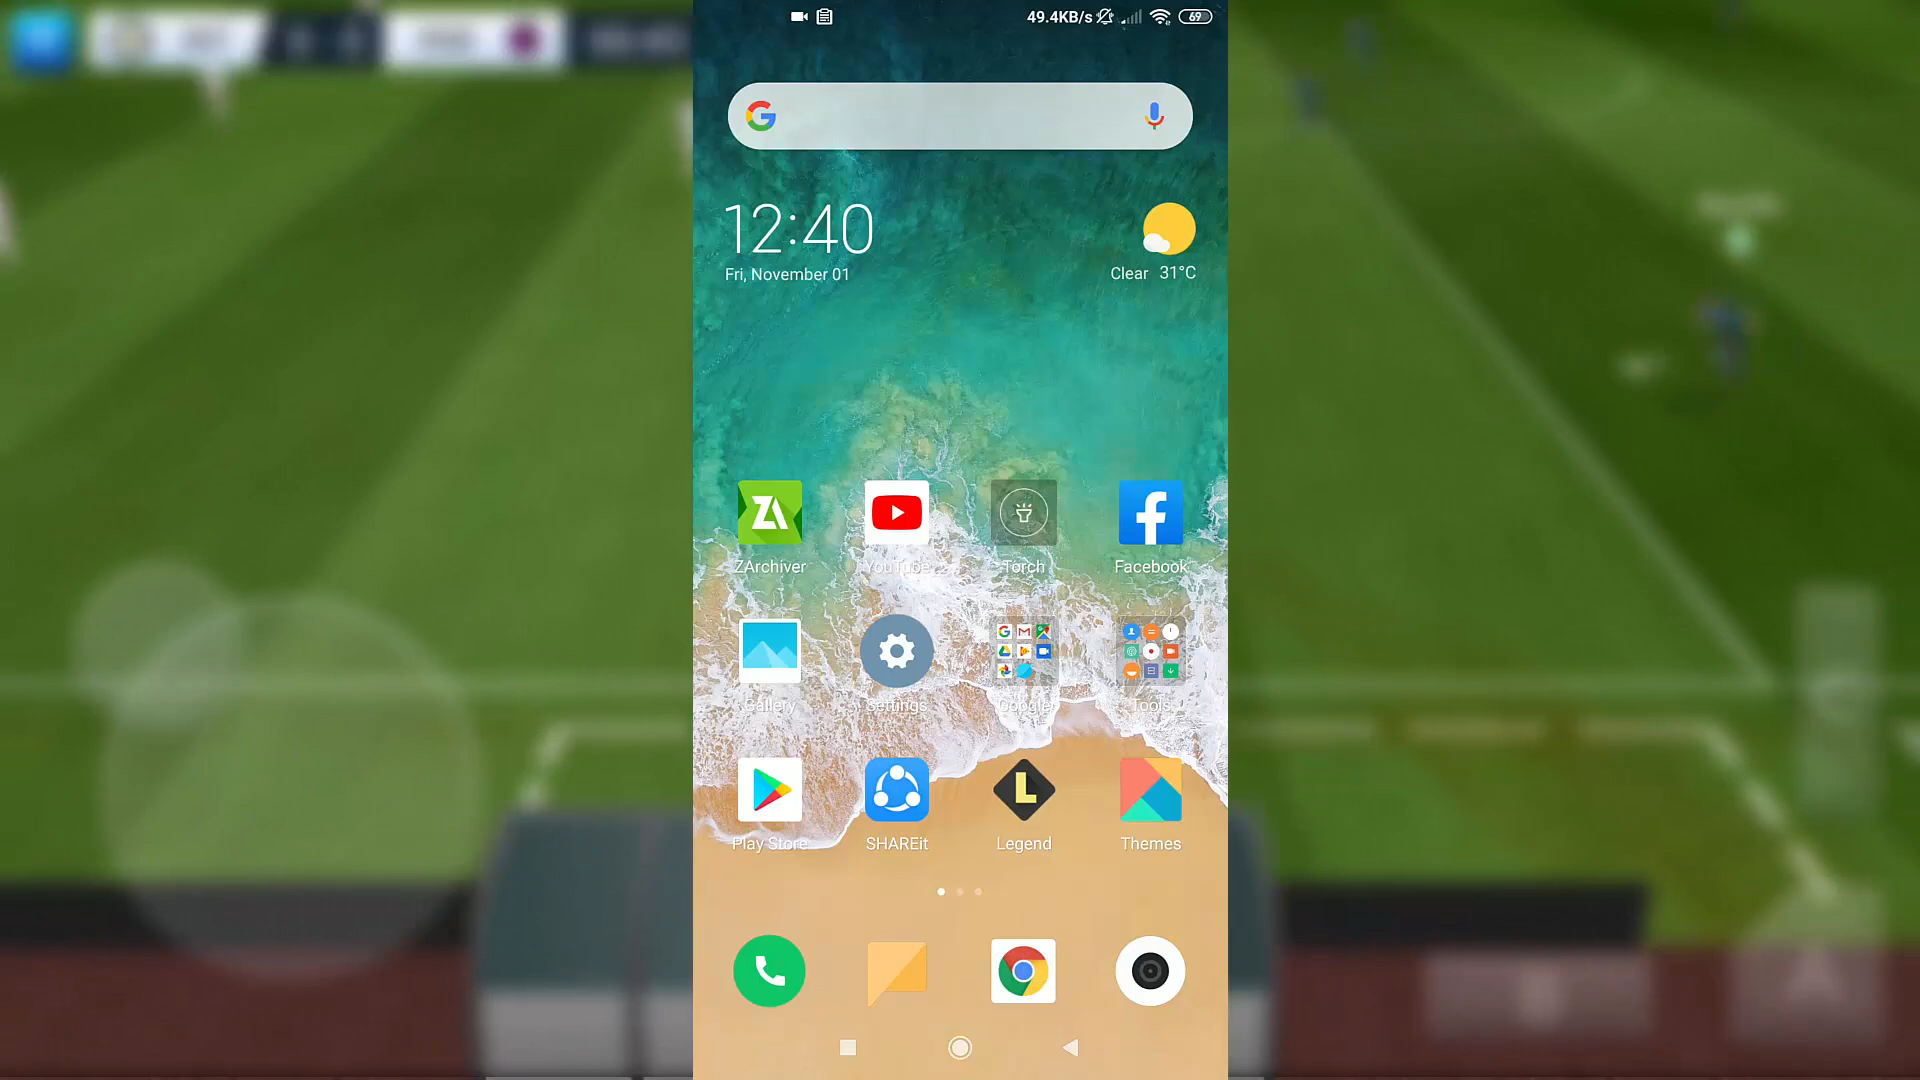 49.4KB/s 69
12:40
Fri, November 01
Clear 31°C
ZArchiver YouTube Torch Facebook
Gallery Settings Google Tools
Play Store SHAREit Legend Themes